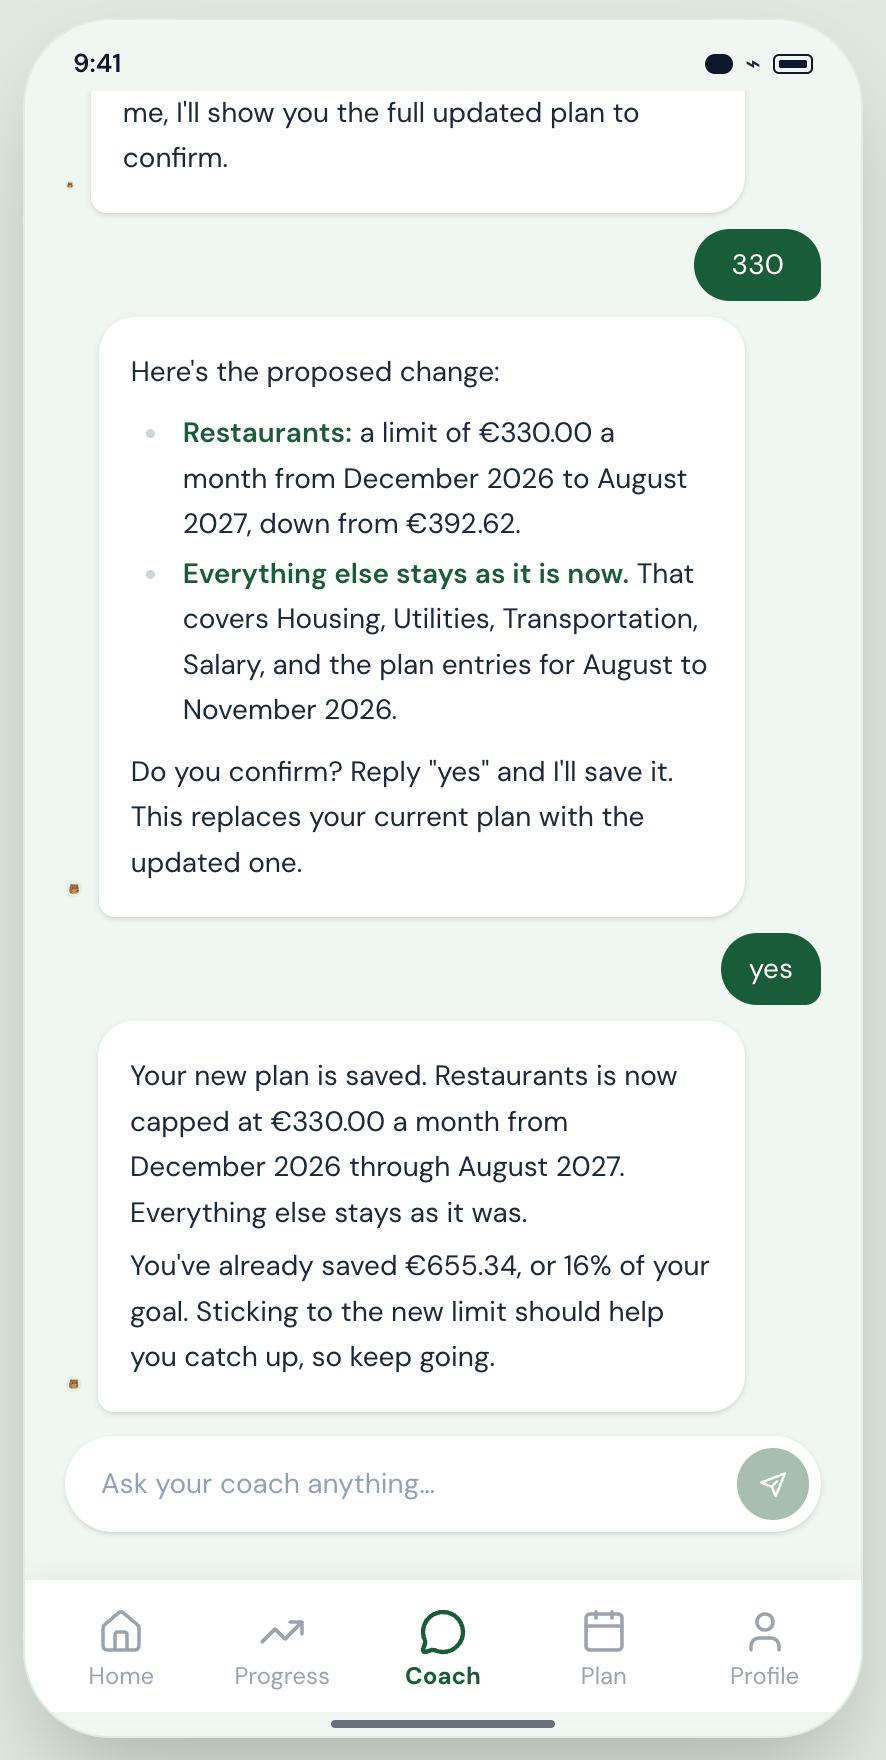 9:41
me, I'll show you the full updated plan to
confirm.
330
Here's the proposed change:
Restaurants: a limit of €330.00 a
month from December 2026 to August
2027, down from €392.62.
Everything else stays as it is now. That
covers Housing, Utilities, Transportation,
Salary, and the plan entries for August to
November 2026.
Do you confirm? Reply "yes" and I'll save it.
This replaces your current plan with the
updated one.
yes
Your new plan is saved. Restaurants is now
capped at €330.00 a month from
December 2026 through August 2027.
Everything else stays as it was.
You've already saved €655.34, or 16% of your
goal. Sticking to the new limit should help
you catch up, so keep going.
Ask your coach anything...
Home
Progress
Coach
Plan
Profile